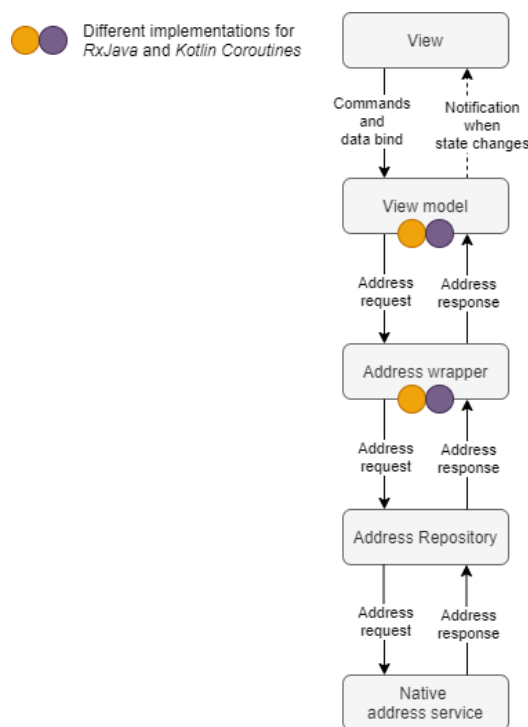 Different implementations for
RxJava and Kotlin Coroutines
View
Commands
and
data bind
Notification
when
state changes
View model
Address
request
Address
response
Address wrapper
Address
request
Address
response
Address Repository
Address
request
Address
response
Native
address service